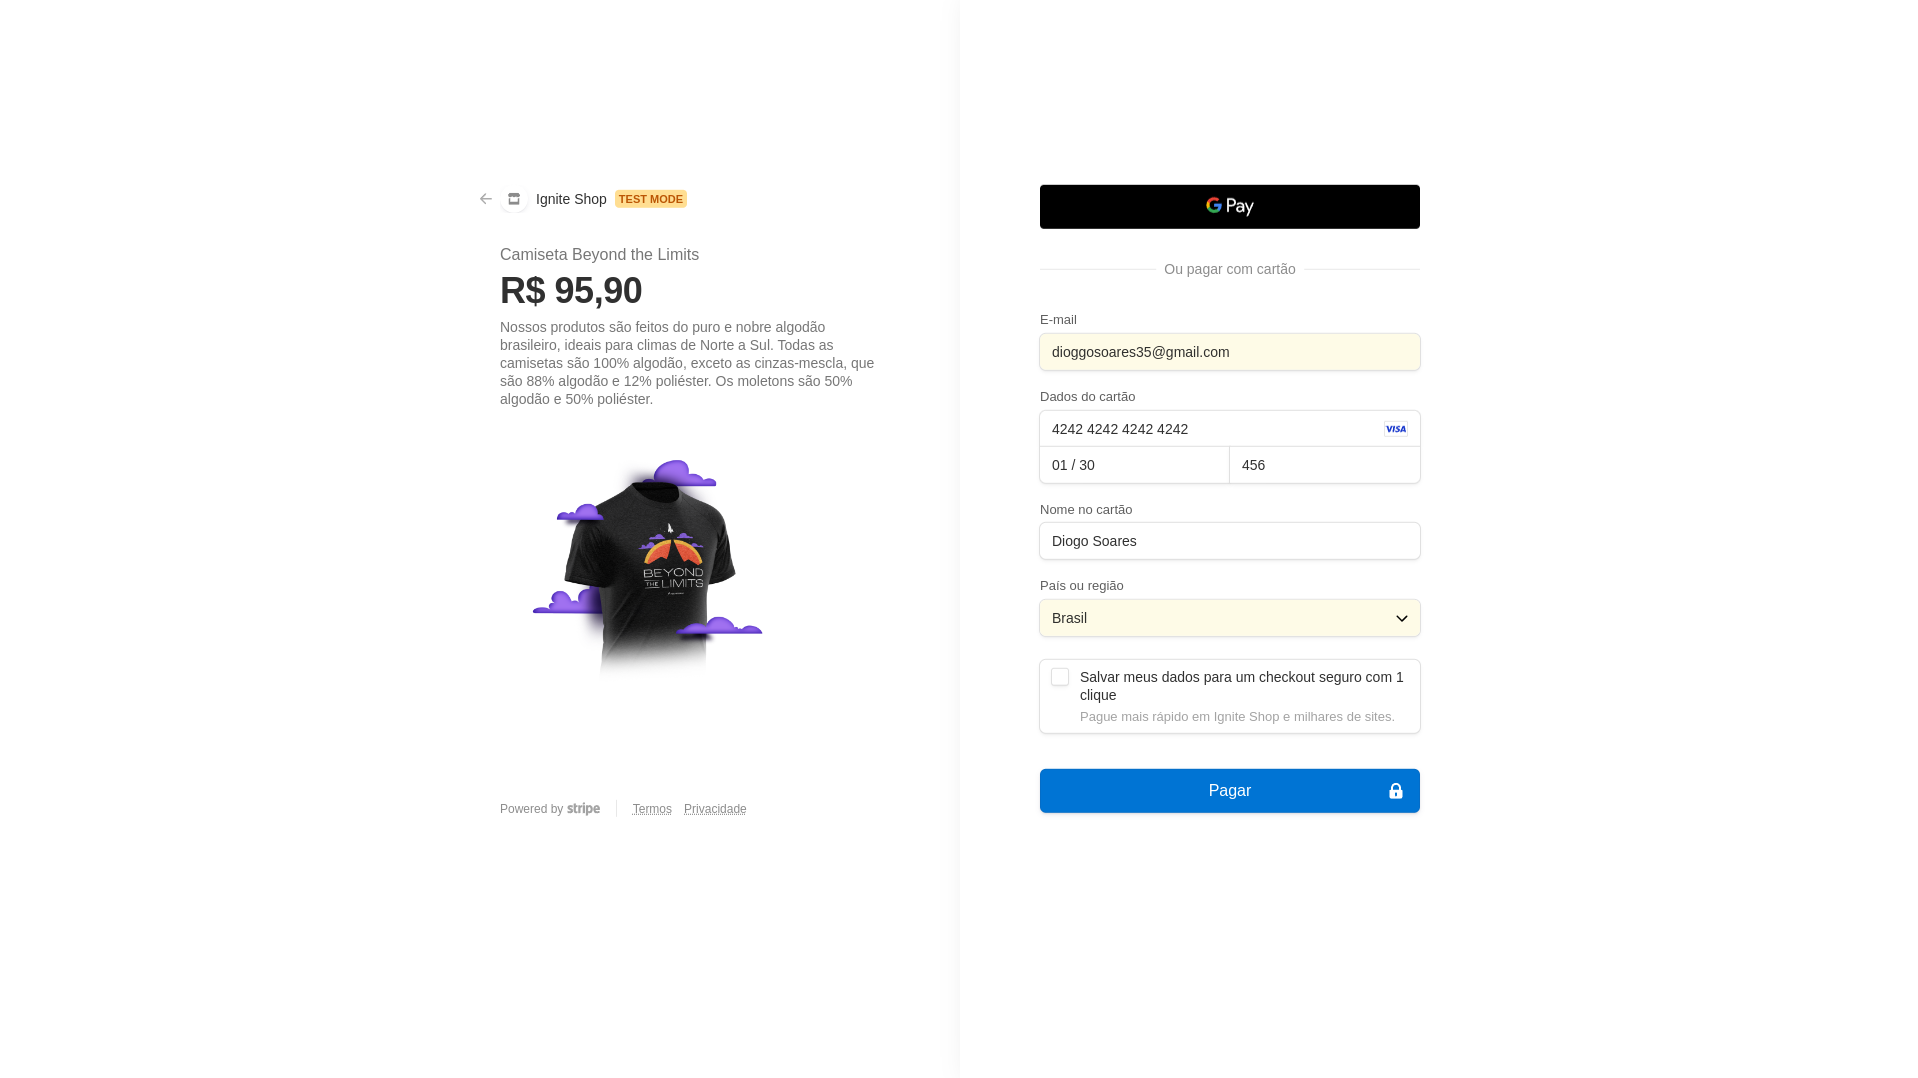 Ignite Shop TEST MODE
Camiseta Beyond the Limits
R$ 95,90
Nossos produtos são feitos do puro e nobre algodão
brasileiro, ideais para climas de Norte a Sul. Todas as
camisetas são 100% algodão, exceto as cinzas-mescla, que
são 88% algodão e 12% poliéster. Os moletons são 50%
algodão e 50% poliéster.
BEYOND
THE LIMITS
Powered by stripe Termos Privacidade
G Pay
Ou pagar com cartão
E-mail
dioggosoares35@gmail.com
Dados do cartão
4242 4242 4242 4242 VISA
01 / 30 456
Nome no cartão
Diogo Soares
País ou região
Brasil
Salvar meus dados para um checkout seguro com 1
clique
Pague mais rápido em Ignite Shop e milhares de sites.
Pagar